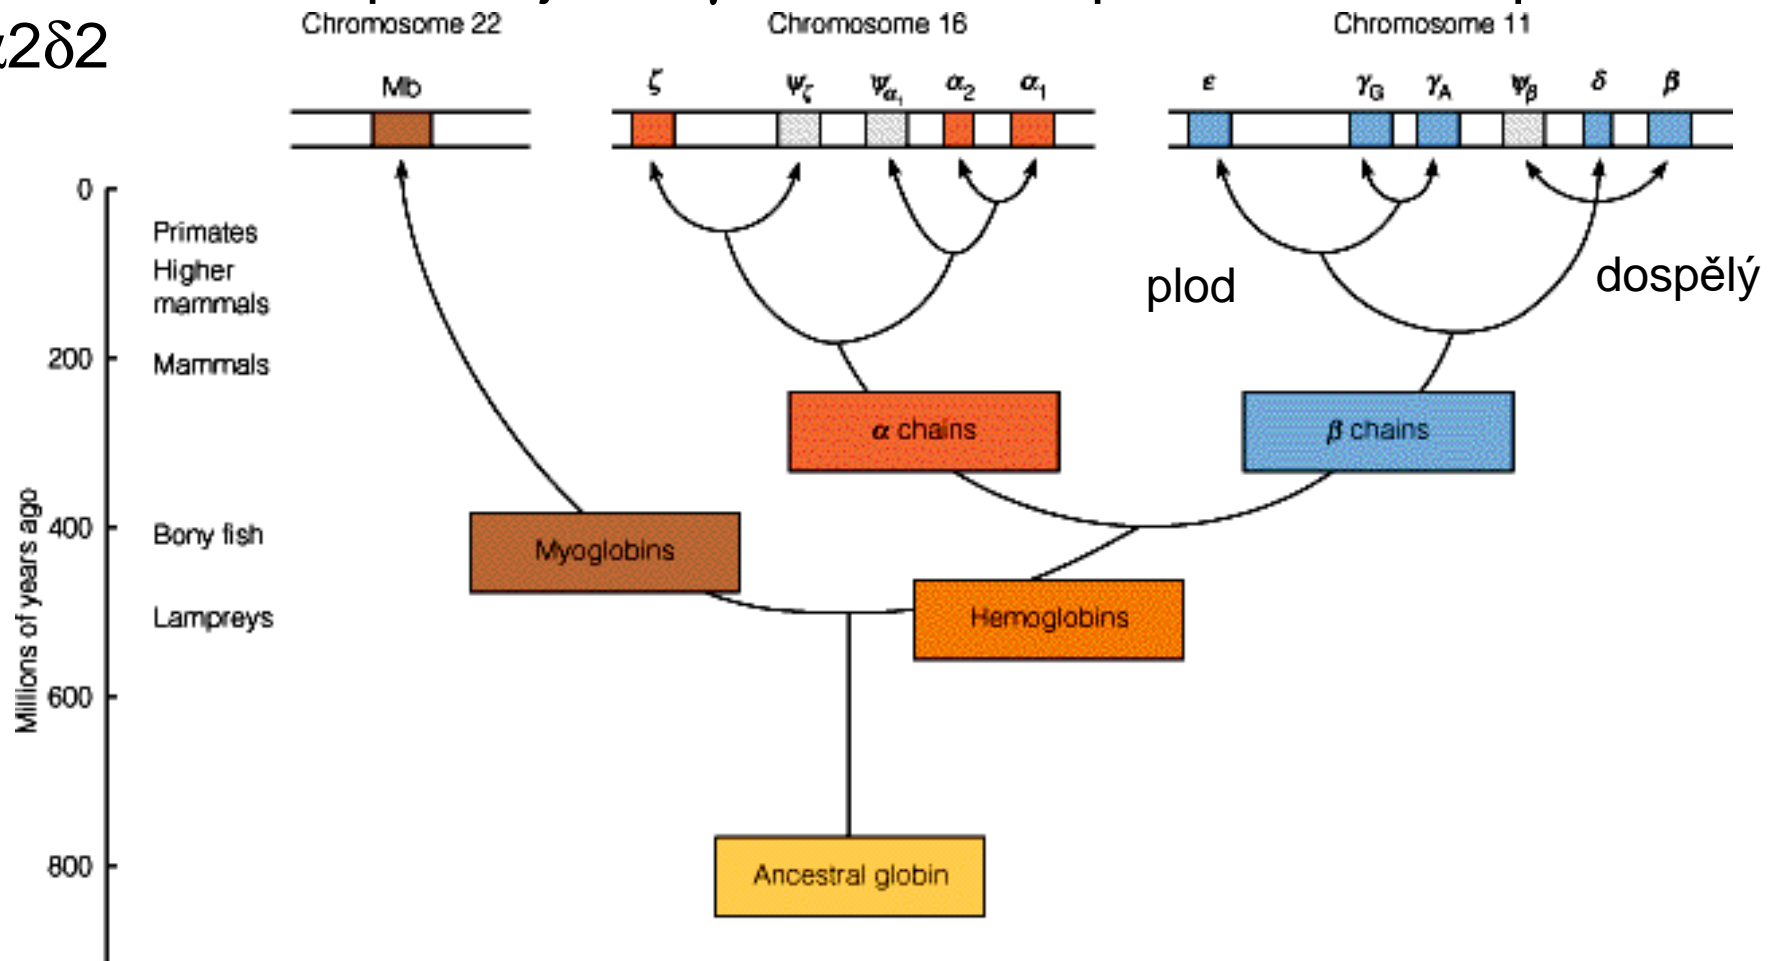 α2δ2
Chromosome 22
Chromosome 16
Chromosome 11
Mb
ζ ψζ ψα1 α2 α1
ε γG γA ψβ δ β
0
Primates
Higher
mammals
plod
dospělý
200
Mammals
α chains
β chains
Millions of years ago
400
Bony fish
Myoglobins
Lampreys
Hemoglobins
600
800
Ancestral globin